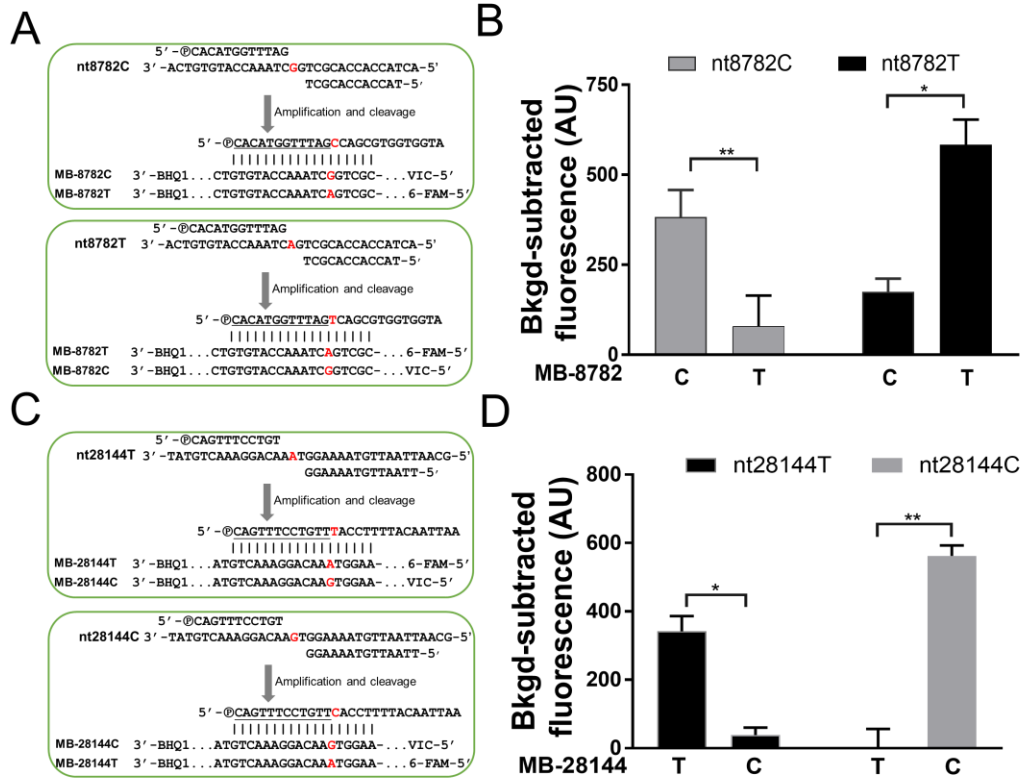 A
5′-ⓅCACATGGTTTAG
nt8782C
3′-ACTGTGTACCAAATCGGTCGCACCACCATCA-5′
TCGCACCACCAT-5′
Amplification and cleavage
5′-ⓅCACATGGTTTAGCCAGCGTGGTGGTA
MB-8782C 3′-BHQ1...CTGTGTACCAAATCGGTCGC-...VIC-5′
MB-8782T 3′-BHQ1...CTGTGTACCAAATCAGTCGC-...6-FAM-5′
5′-ⓅCACATGGTTTAG
nt8782T
3′-ACTGTGTACCAAATCAGTCGCACCACCATCA-5′
TCGCACCACCAT-5′
Amplification and cleavage
5′-ⓅCACATGGTTTAGTCAGCGTGGTGGTA
MB-8782T 3′-BHQ1...CTGTGTACCAAATCAGTCGC-...6-FAM-5′
MB-8782C 3′-BHQ1...CTGTGTACCAAATCGGTCGC-...VIC-5′
B
nt8782C nt8782T
Bkgd-subtracted
fluorescence (AU)
750
500
250
0
**
*
MB-8782 C T C T
C
5′-ⓅCAGTTTCCTGT
nt28144T
3′-TATGTCAAAGGACAAATGGAAAATGTTAATTAACG-5′
GGAAAATGTTAATT-5′
Amplification and cleavage
5′-ⓅCAGTTTCCTGTTTACCTTTTACAATTAA
MB-28144T 3′-BHQ1...ATGTCAAAGGACAAATGGAA-...6-FAM-5′
MB-28144C 3′-BHQ1...ATGTCAAAGGACAAGTGGAA-...VIC-5′
5′-ⓅCAGTTTCCTGT
nt28144C
3′-TATGTCAAAGGACAAGTGGAAAATGTTAATTAACG-5′
GGAAAATGTTAATT-5′
Amplification and cleavage
5′-ⓅCAGTTTCCTGTTCACCTTTTACAATTAA
MB-28144C 3′-BHQ1...ATGTCAAAGGACAAGTGGAA-...VIC-5′
MB-28144T 3′-BHQ1...ATGTCAAAGGACAAATGGAA-...6-FAM-5′
D
nt28144T nt28144C
Bkgd-subtracted
fluorescence (AU)
800
600
400
200
0
*
**
MB-28144 T C T C